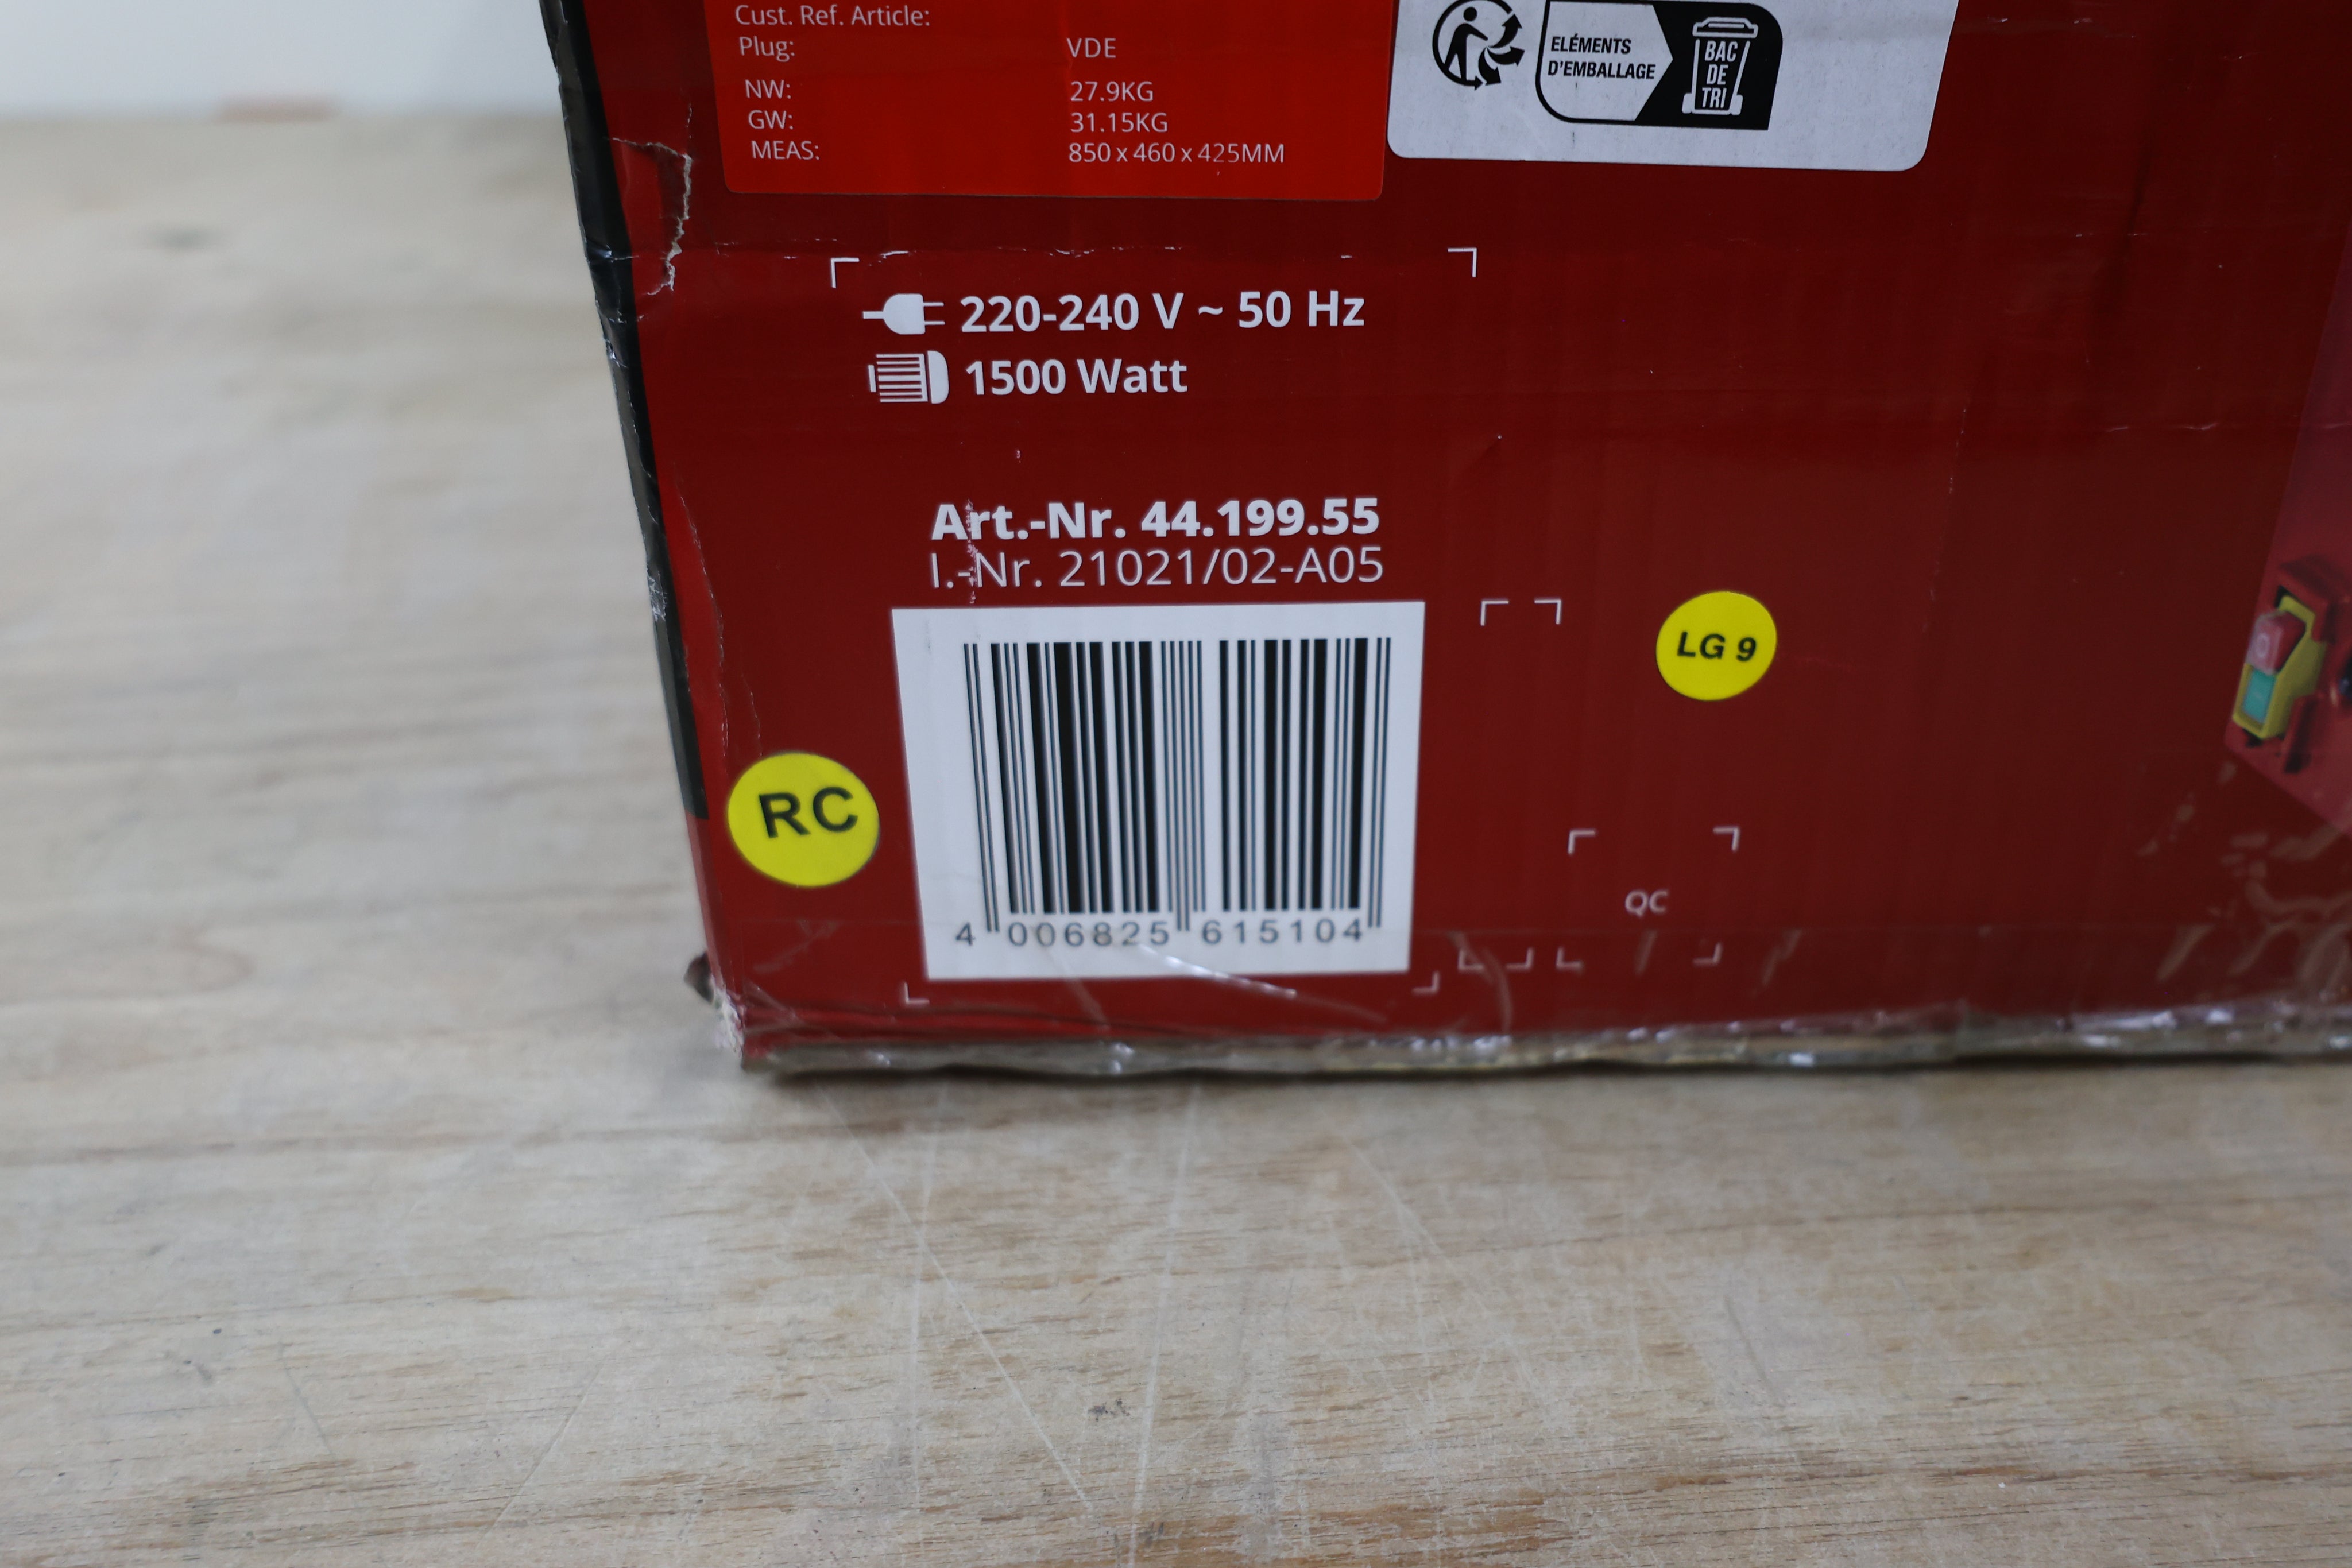 Cust. Ref. Article:
Plug: VDE
NW: 27.9KG
GW: 31.15KG
MEAS: 850 x 460 x 425MM
ELÉMENTS
D'EMBALLAGE
BAC
DE
TRI
220-240 V ~ 50 Hz
1500 Watt
Art.-Nr. 44.199.55
I.-Nr. 21021/02-A05
LG 9
RC
QC
4 006825 615104